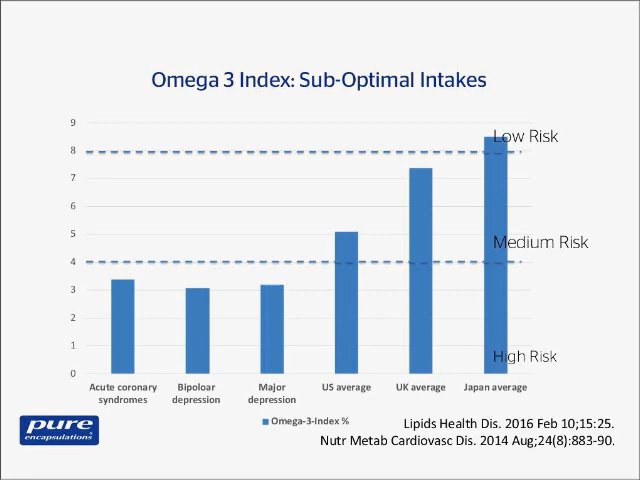 Omega 3 Index: Sub-Optimal Intakes
9
8
7
6
5
4
3
2
1
0
Low Risk
Medium Risk
High Risk
Acute coronary
syndromes
Bipoloar
depression
Major
depression
US average
UK average
Japan average
Omega-3-Index %
pure
encapsulations®
Lipids Health Dis. 2016 Feb 10;15:25.
Nutr Metab Cardiovasc Dis. 2014 Aug;24(8):883-90.